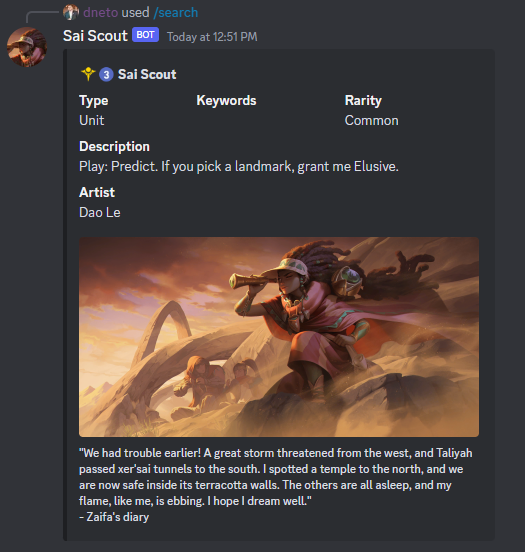 dneto used /search
Sai Scout BOT Today at 12:51 PM
3 Sai Scout
Type Keywords Rarity
Unit Common
Description
Play: Predict. If you pick a landmark, grant me Elusive.
Artist
Dao Le
"We had trouble earlier! A great storm threatened from the west, and Taliyah
passed xer'sai tunnels to the south. I spotted a temple to the north, and we
are now safe inside its terracotta walls. The others are all asleep, and my
flame, like me, is ebbing. I hope I dream well."
- Zaifa's diary